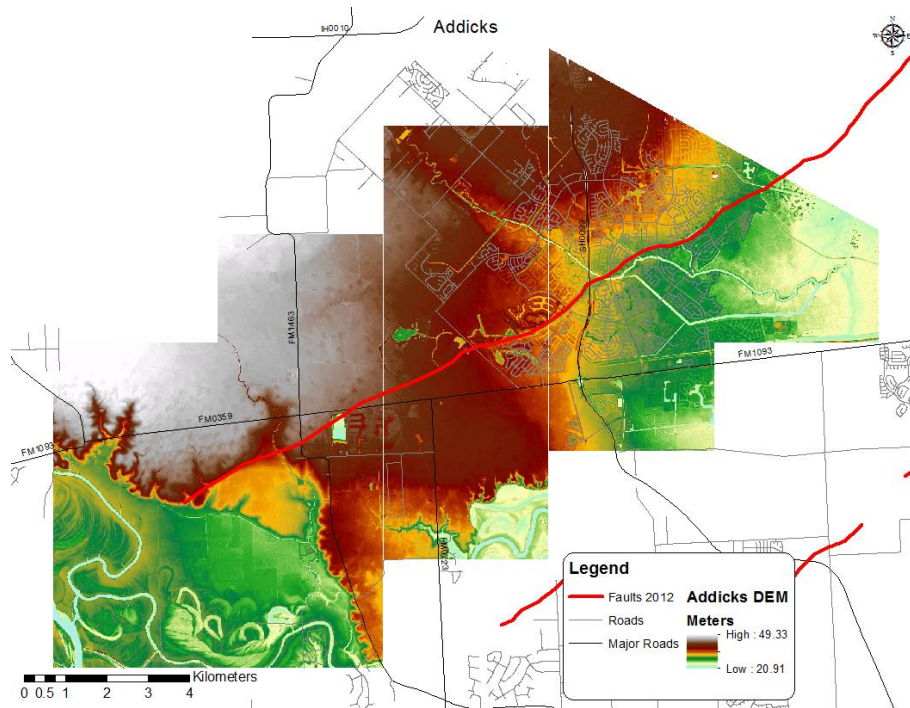 IH0010
Addicks
N
W E
S
SH0099
FM1463
FM1093
FM0359
FM1093
Legend
Faults 2012
Roads
Major Roads
Addicks DEM
Meters
High : 49.33
Low : 20.91
Kilometers
0 0.5 1 2 3 4